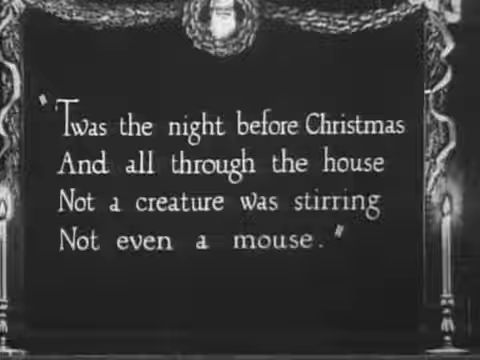 "Twas the night before Christmas
And all through the house
Not a creature was stirring
Not even a mouse."